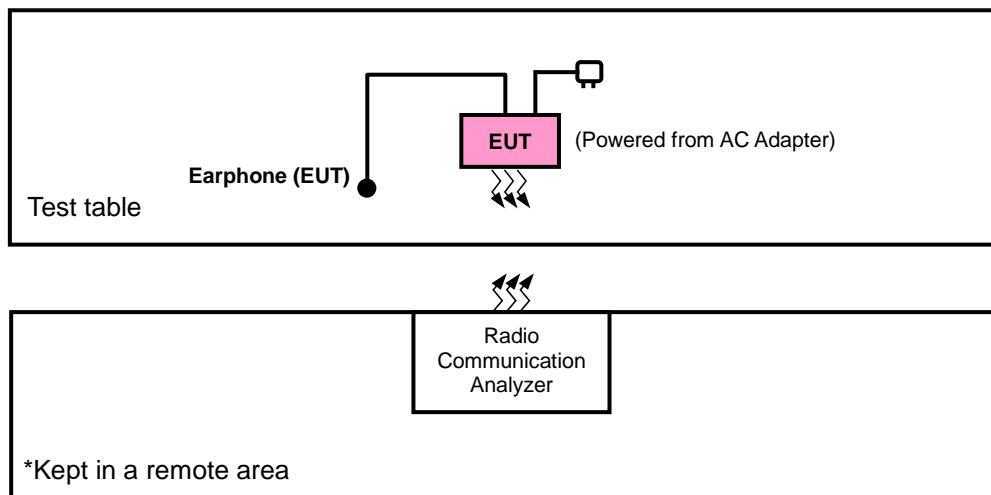 EUT
(Powered from AC Adapter)
Earphone (EUT)
Test table
Radio
Communication
Analyzer
*Kept in a remote area